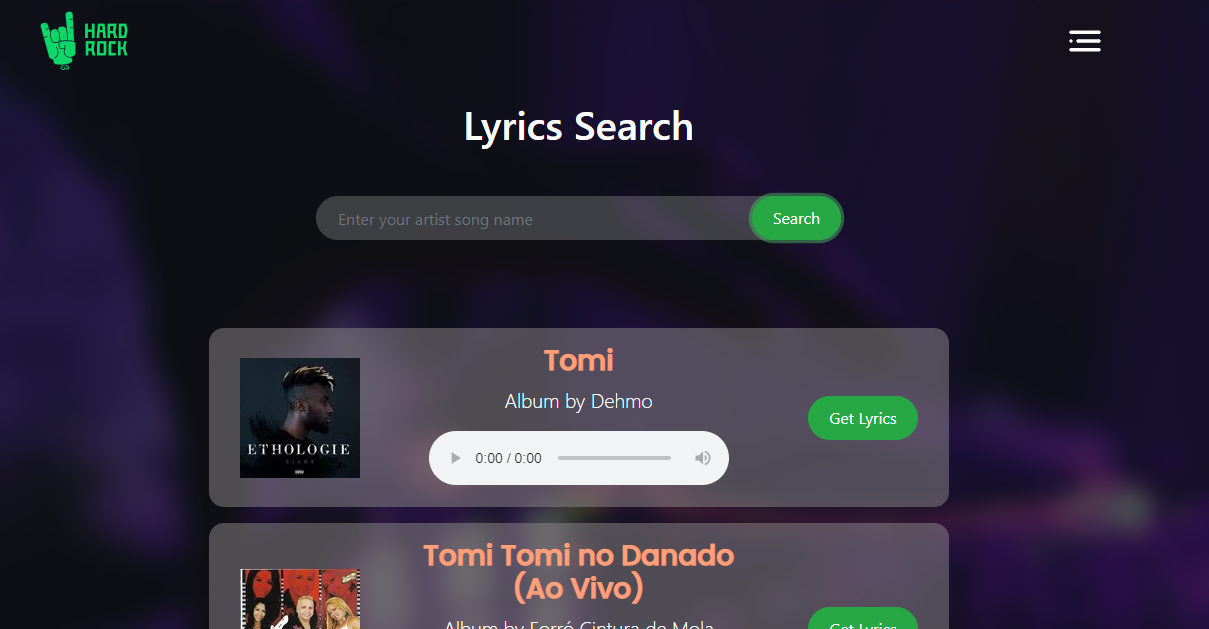 HARD
ROCK
Lyrics Search
Enter your artist song name
Search
Tomi
Album by Dehmo
ETHOLOGIE
0:00 / 0:00
Get Lyrics
Tomi Tomi no Danado
(Ao Vivo)
Album by Forró Cintura de Mola
Get Lyrics